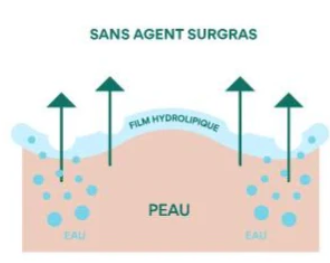 SANS AGENT SURGRAS
FILM HYDROLIPIQUE
PEAU
EAU
EAU